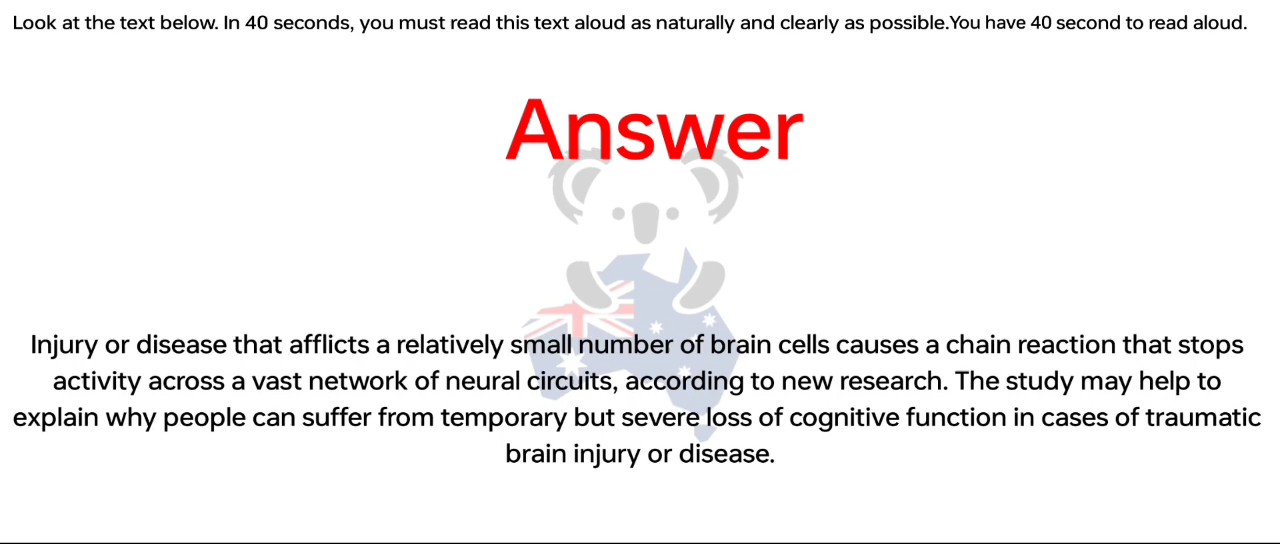 Look at the text below. In 40 seconds, you must read this text aloud as naturally and clearly as possible.You have 40 second to read aloud.
Answer
Injury or disease that afflicts a relatively small number of brain cells causes a chain reaction that stops
activity across a vast network of neural circuits, according to new research. The study may help to
explain why people can suffer from temporary but severe loss of cognitive function in cases of traumatic
brain injury or disease.